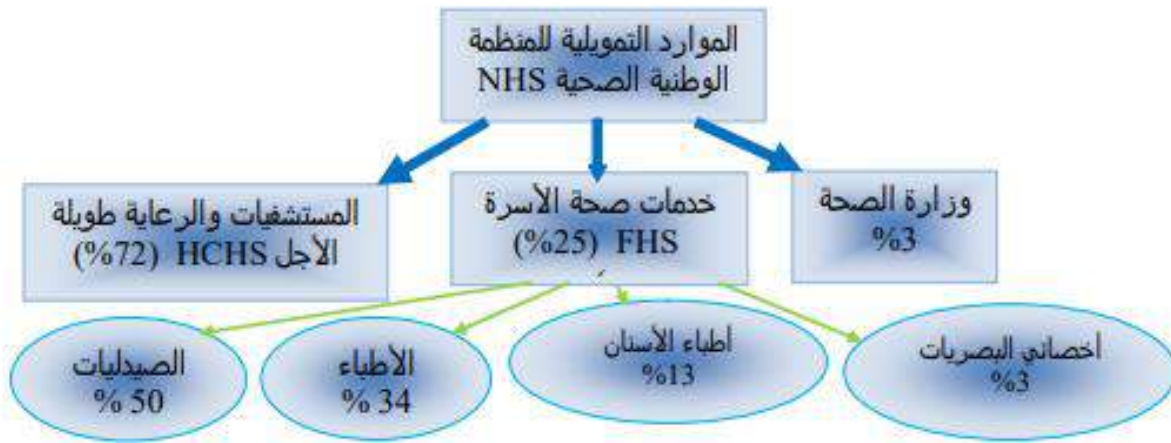 الموارد التمويلية للمنظمة
الوطنية الصحية NHS
وزارة الصحة
%3
خدمات صحة الأسرة
FHS (%25)
المستشفيات والرعاية طويلة
الأجل HCHS (%72)
أخصائي البصريات
%3
أطباء الأسنان
%13
الأطباء
% 34
الصيدليات
% 50